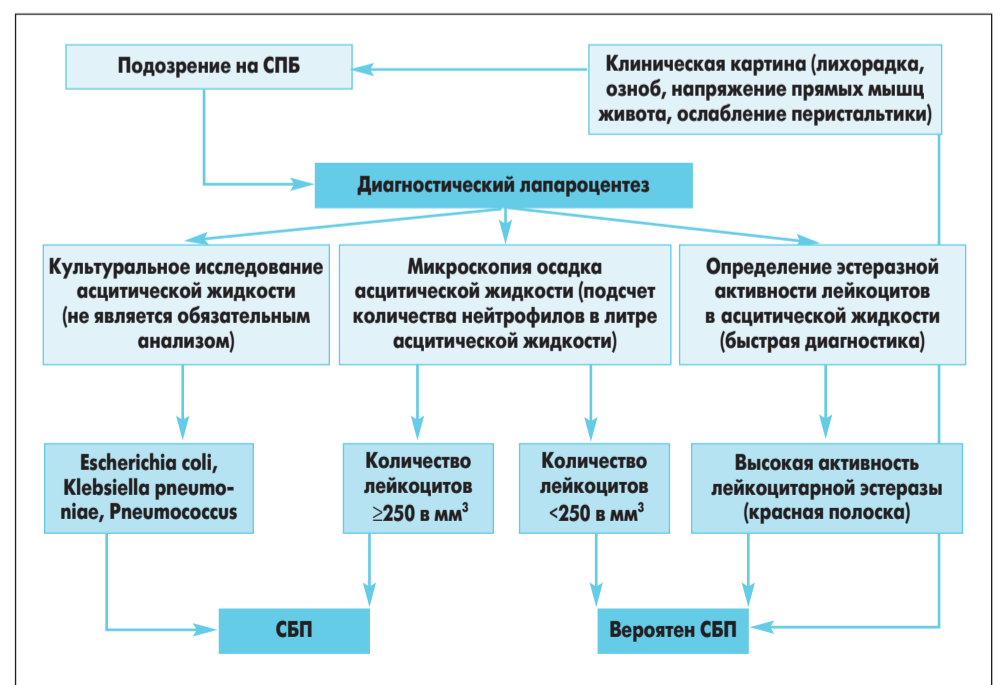 Подозрение на СПБ
Клиническая картина (лихорадка,
озноб, напряжение прямых мышц
живота, ослабление перистальтики)
Диагностический лапароцентез
Культуральное исследование
асцитической жидкости
(не является обязательным
анализом)
Микроскопия осадка
асцитической жидкости (подсчет
количества нейтрофилов в литре
асцитической жидкости)
Определение эстеразной
активности лейкоцитов
в асцитической жидкости
(быстрая диагностика)
Escherichia coli,
Klebsiella pneumo-
niae, Pneumococcus
Количество
лейкоцитов
≥250 в мм³
Количество
лейкоцитов
<250 в мм³
Высокая активность
лейкоцитарной эстеразы
(красная полоска)
СБП
Вероятен СБП